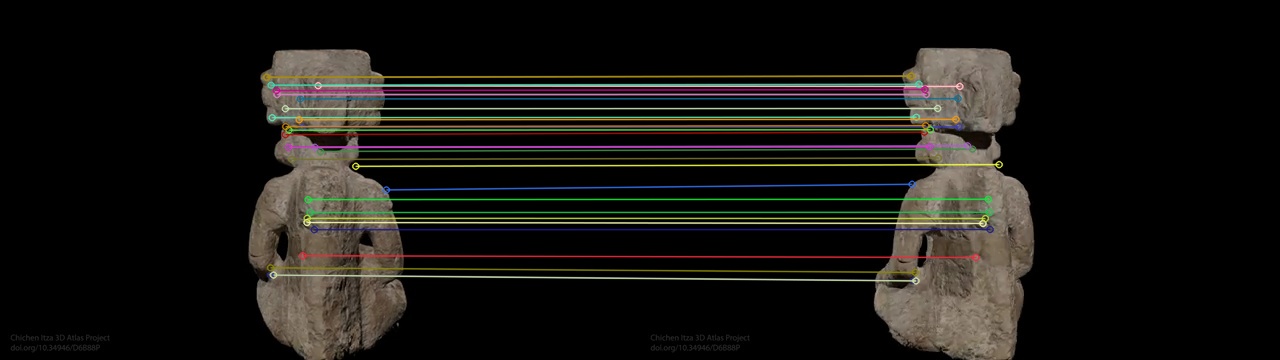 Chichen Itza 3D Atlas Project
doi.org/10.34946/D6B88P
Chichen Itza 3D Atlas Project
doi.org/10.34946/D6B88P